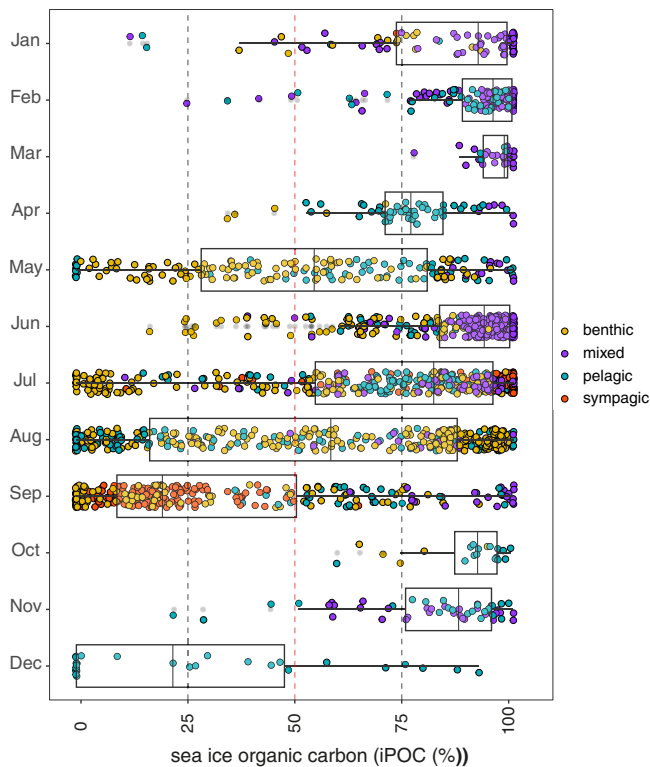 Jan
Feb
Mar
Apr
May
Jun
Jul
Aug
Sep
Oct
Nov
Dec
benthic
mixed
pelagic
sympagic
0 25 50 75 100
sea ice organic carbon (iPOC (%))